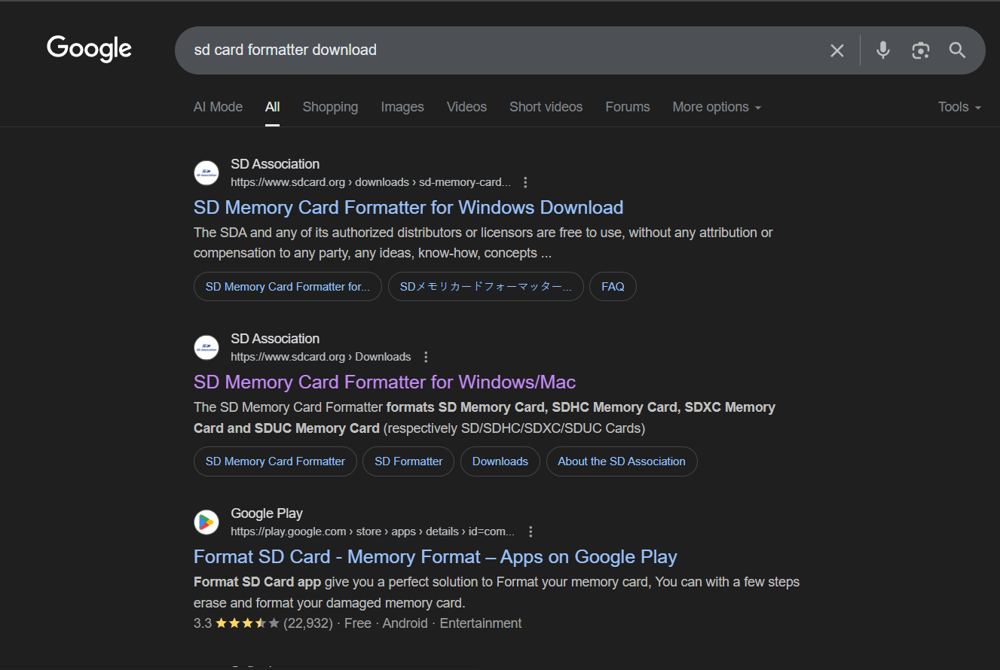 Google
sd card formatter download
AI Mode All Shopping Images Videos Short videos Forums More options Tools
SD Association
https://www.sdcard.org › downloads › sd-memory-card...
SD Memory Card Formatter for Windows Download
The SDA and any of its authorized distributors or licensors are free to use, without any attribution or
compensation to any party, any ideas, know-how, concepts ...
SD Memory Card Formatter for... SDメモリカードフォーマッター... FAQ
SD Association
https://www.sdcard.org › Downloads
SD Memory Card Formatter for Windows/Mac
The SD Memory Card Formatter formats SD Memory Card, SDHC Memory Card, SDXC Memory
Card and SDUC Memory Card (respectively SD/SDHC/SDXC/SDUC Cards)
SD Memory Card Formatter SD Formatter Downloads About the SD Association
Google Play
https://play.google.com › store › apps › details › id=com...
Format SD Card - Memory Format – Apps on Google Play
Format SD Card app give you a perfect solution to Format your memory card, You can with a few steps
erase and format your damaged memory card.
3.3 (22,932) · Free · Android · Entertainment